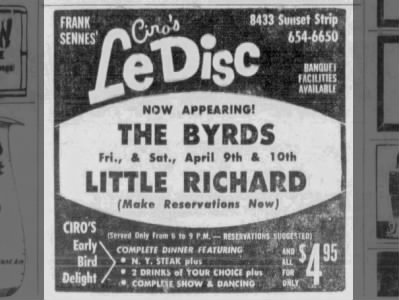 FRANK
SENNES'
Ciro's
Le Disc
8433 Sunset Strip
654-6650
BANQUET
FACILITIES
AVAILABLE
NOW APPEARING!
THE BYRDS
Fri., & Sat., April 9th & 10th
LITTLE RICHARD
(Make Reservations Now)
CIRO'S
Early
Bird
Delight
(Served Only From 6 to 9 P.M. — RESERVATIONS SUGGESTED)
COMPLETE DINNER FEATURING
• N. Y. STEAK plus
• 2 DRINKS of YOUR CHOICE plus
• COMPLETE SHOW & DANCING
AND
ALL
FOR
ONLY
$4.95